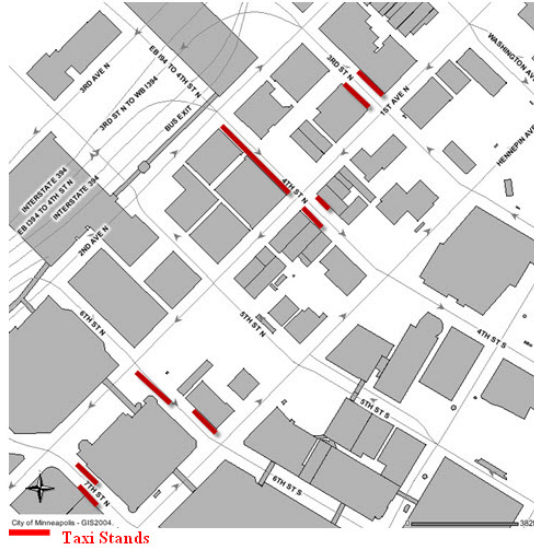 3RD AVE N
EB I94 TO 4TH ST N
3RD ST N TO WB I394
BUS EXIT
3RD ST N
1ST AVE N
WASHINGTON AVE
HENNEPIN AVE
INTERSTATE 394
EB I394 TO 4TH ST N
INTERSTATE 394
2ND AVE N
4TH ST N
6TH ST N
5TH ST N
4TH ST S
5TH ST S
6TH ST S
7TH ST N
City of Minneapolis - GIS2004.
0
Taxi Stands